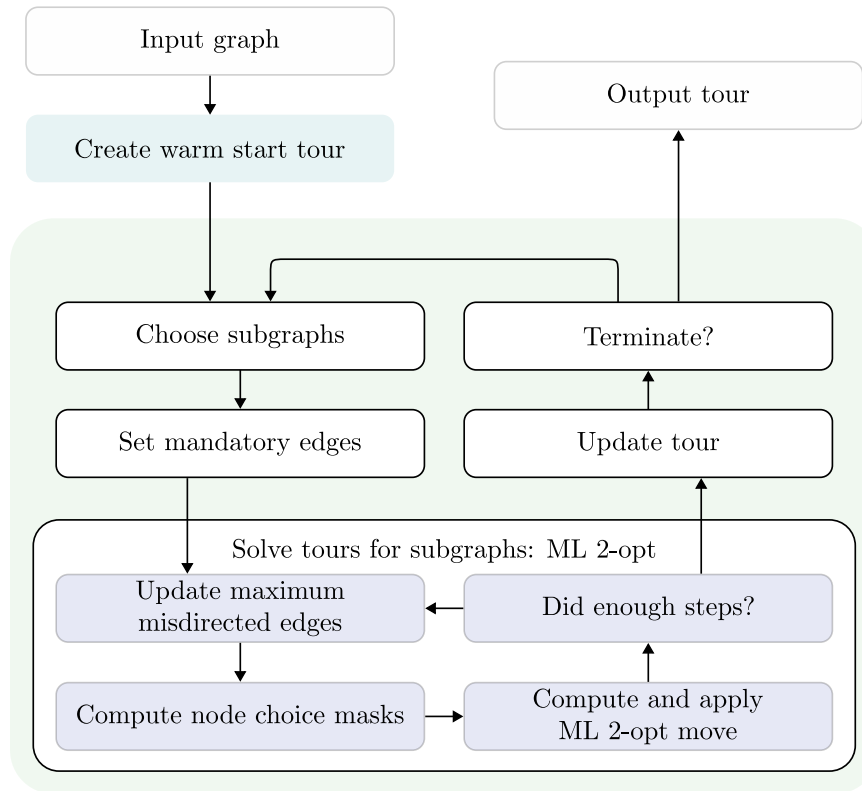 Input graph
Output tour
Create warm start tour
Choose subgraphs
Terminate?
Set mandatory edges
Update tour
Solve tours for subgraphs: ML 2-opt
Update maximum
misdirected edges
Did enough steps?
Compute node choice masks
Compute and apply
ML 2-opt move